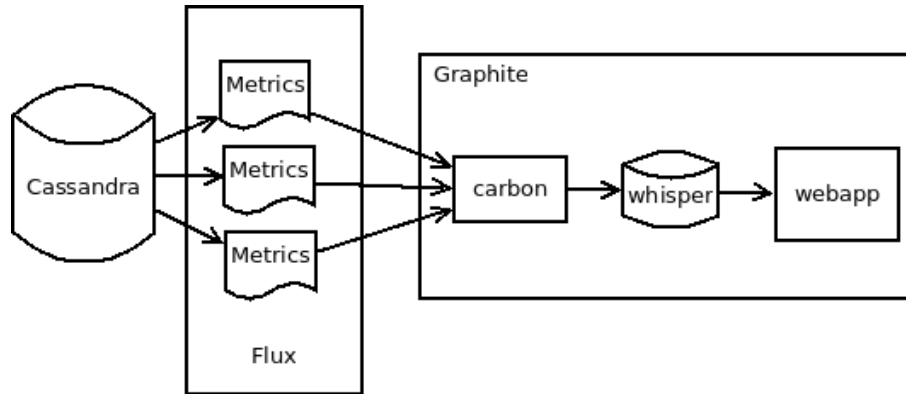 Cassandra
Metrics
Metrics
Metrics
Flux
Graphite
carbon
whisper
webapp